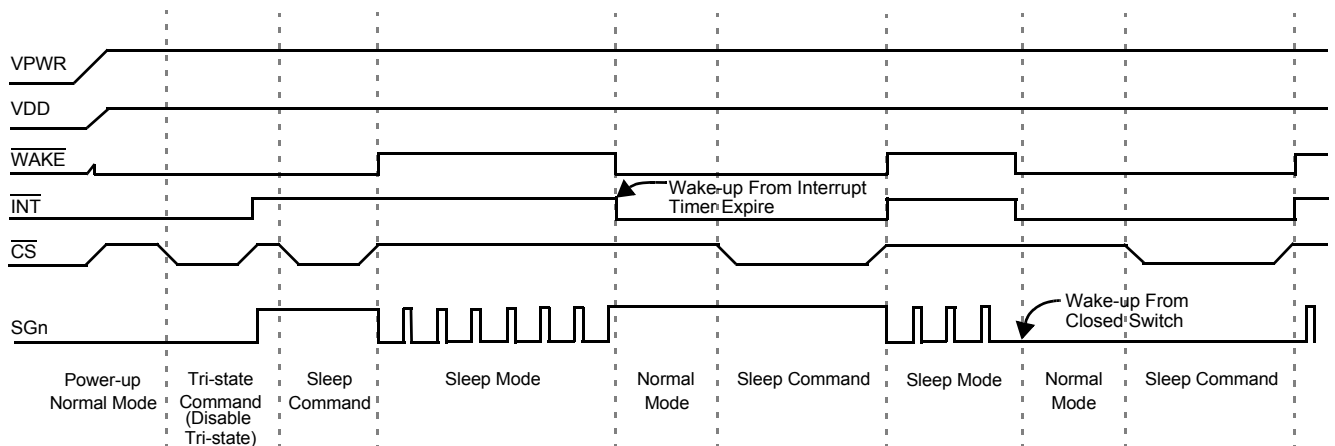 VPWR
VDD
WAKE
INT
CS
SGn
Wake-up From Interrupt
Timer Expire
Wake-up From
Closed Switch
Power-up
Normal Mode
Tri-state
Command
(Disable
Tri-state)
Sleep
Command
Sleep Mode
Normal
Mode
Sleep Command
Sleep Mode
Normal
Mode
Sleep Command